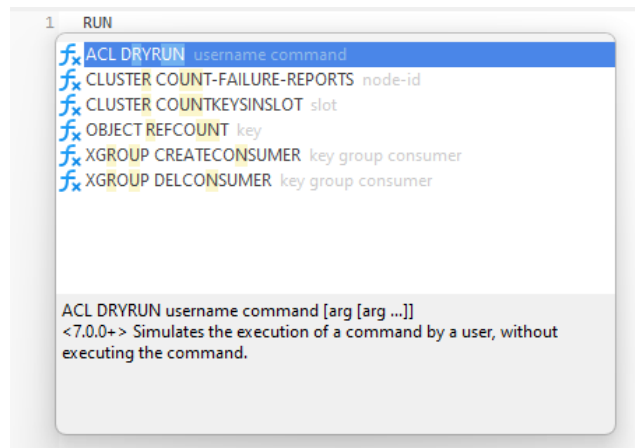 1 RUN
ACL DRYRUN username command
CLUSTER COUNT-FAILURE-REPORTS node-id
CLUSTER COUNTKEYSINSLOT slot
OBJECT REFCOUNT key
XGROUP CREATECONSUMER key group consumer
XGROUP DELCONSUMER key group consumer
ACL DRYRUN username command [arg [arg ...]]
<7.0.0+> Simulates the execution of a command by a user, without
executing the command.